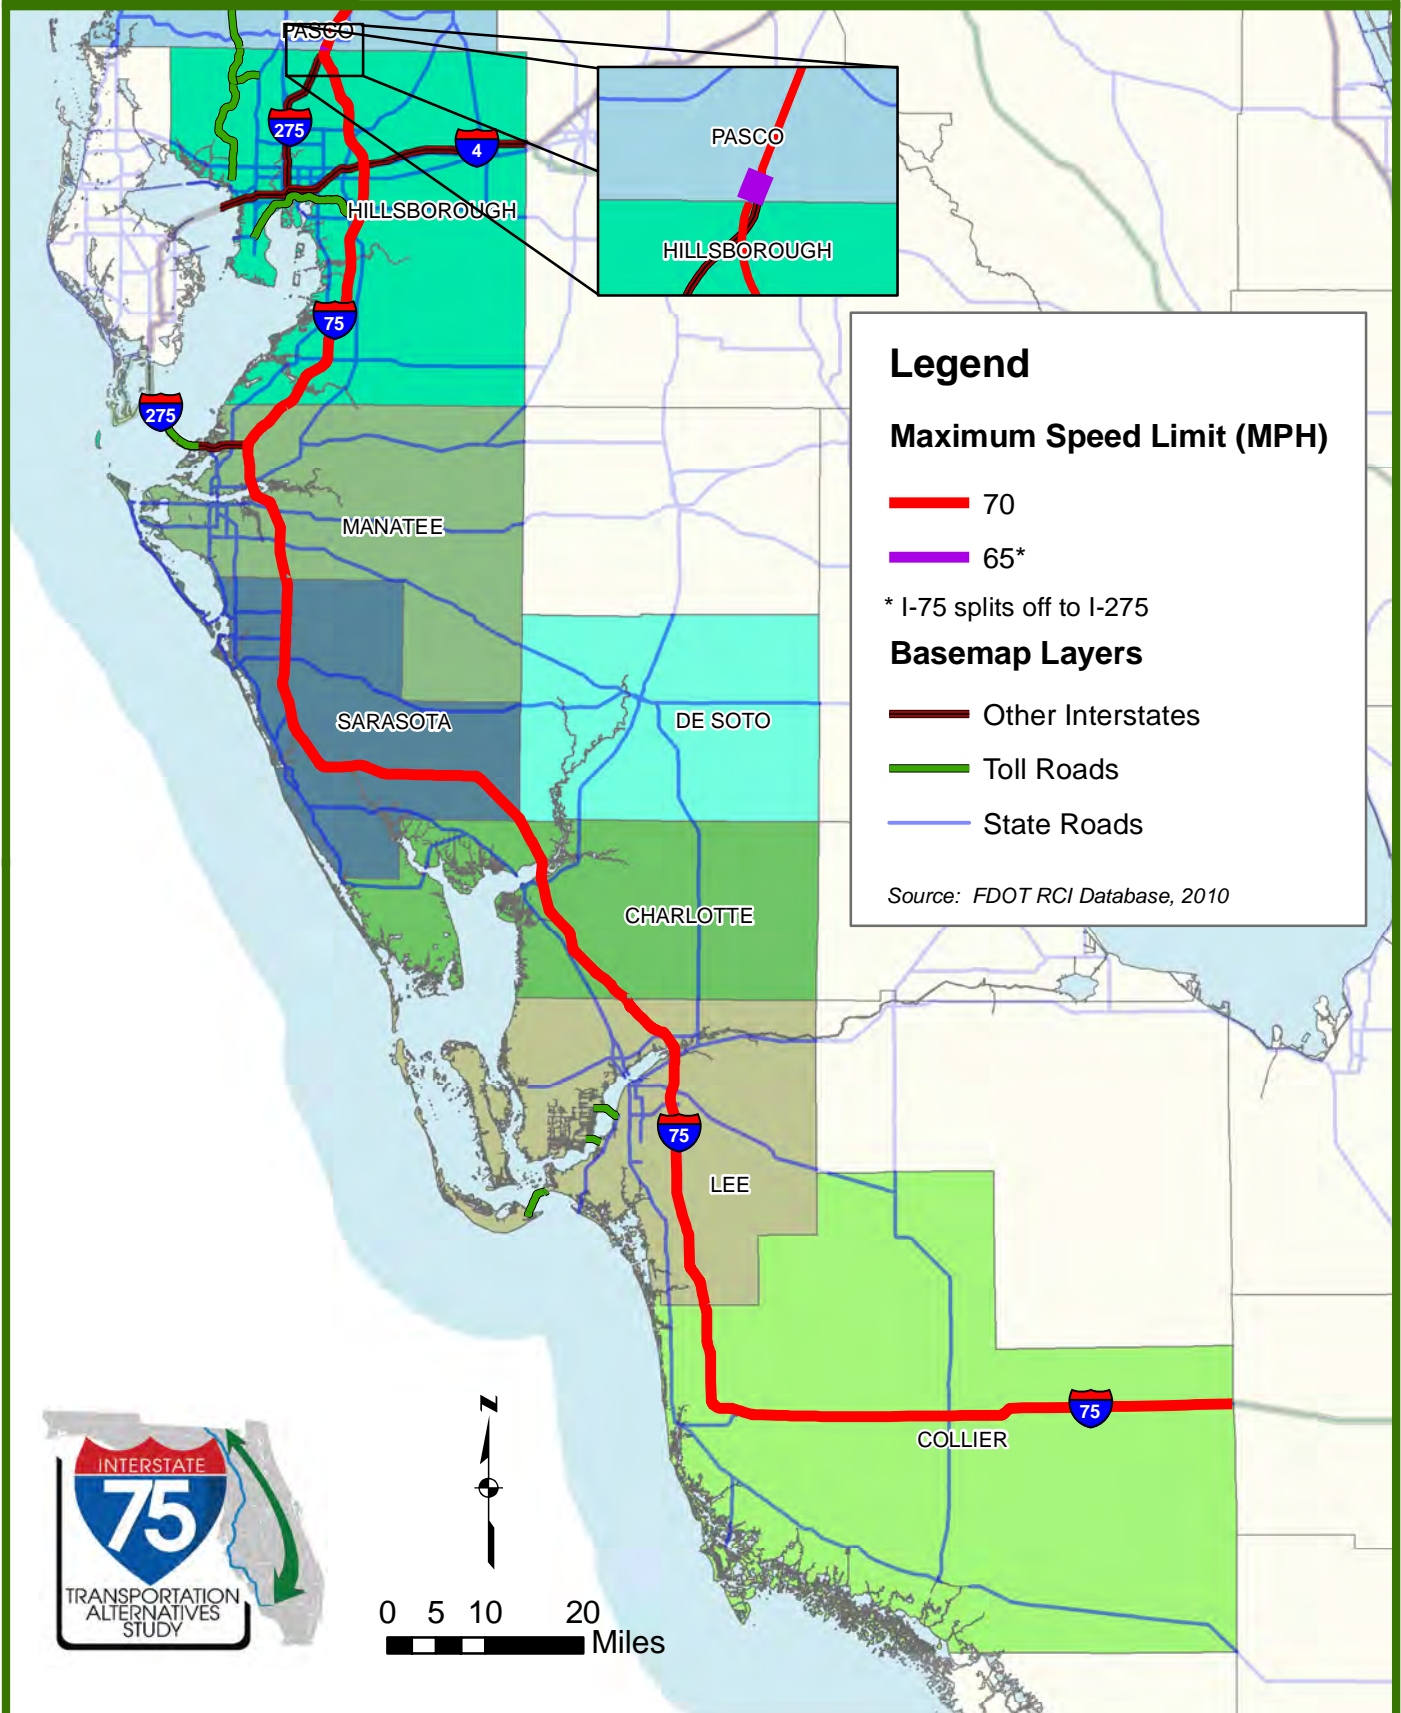 PASCO
275
4
HILLSBOROUGH
PASCO
HILLSBOROUGH
75
275
Legend
Maximum Speed Limit (MPH)
70
65*
* I-75 splits off to I-275
Basemap Layers
Other Interstates
Toll Roads
State Roads
Source: FDOT RCI Database, 2010
MANATEE
SARASOTA
DE SOTO
CHARLOTTE
75
LEE
75
COLLIER
INTERSTATE
75
TRANSPORTATION
ALTERNATIVES
STUDY
N
0 5 10 20
Miles